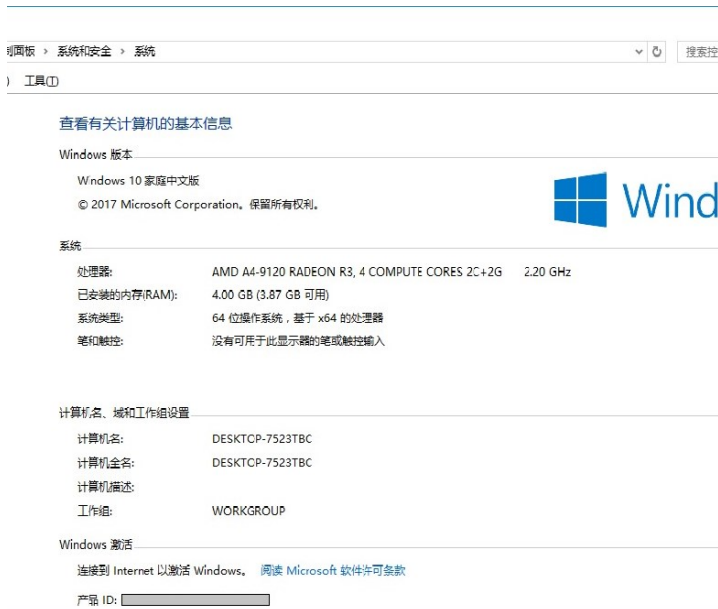 制面板 › 系统和安全 › 系统
搜索控
) 工具(T)
查看有关计算机的基本信息
Windows 版本
Windows 10 家庭中文版
© 2017 Microsoft Corporation。保留所有权利。
Wind
系统
处理器: AMD A4-9120 RADEON R3, 4 COMPUTE CORES 2C+2G 2.20 GHz
已安装的内存(RAM): 4.00 GB (3.87 GB 可用)
系统类型: 64 位操作系统，基于 x64 的处理器
笔和触控: 没有可用于此显示器的笔或触控输入
计算机名、域和工作组设置
计算机名: DESKTOP-7523TBC
计算机全名: DESKTOP-7523TBC
计算机描述:
工作组: WORKGROUP
Windows 激活
连接到 Internet 以激活 Windows。 阅读 Microsoft 软件许可条款
产品 ID: